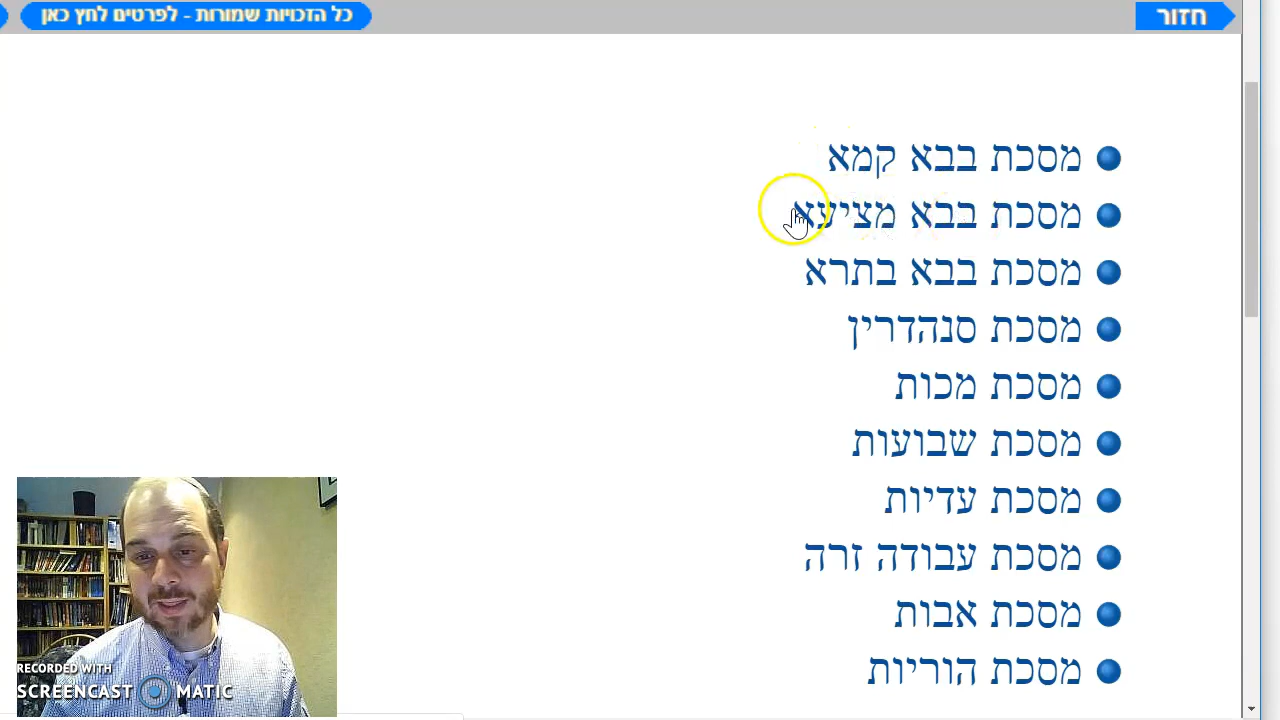 חזור
כל הזכויות שמורות - לפרטים לחץ כאן
מסכת בבא קמא
מסכת בבא מציעא
מסכת בבא בתרא
מסכת סנהדרין
מסכת מכות
מסכת שבועות
מסכת עדיות
מסכת עבודה זרה
מסכת אבות
מסכת הוריות
RECORDED WITH
SCREENCAST MATIC